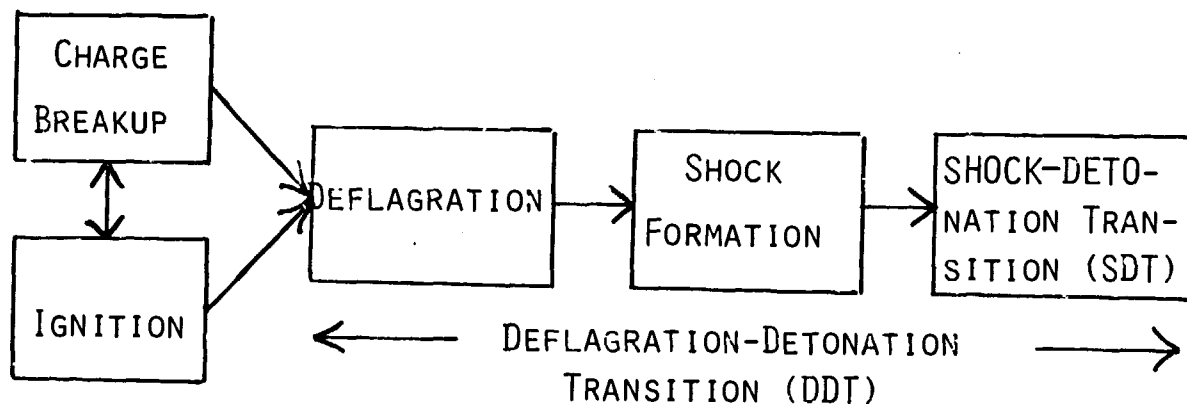 CHARGE
BREAKUP
IGNITION
DEFLAGRATION
SHOCK
FORMATION
SHOCK-DETO-
NATION TRAN-
SITION (SDT)
DEFLAGRATION-DETONATION
TRANSITION (DDT)